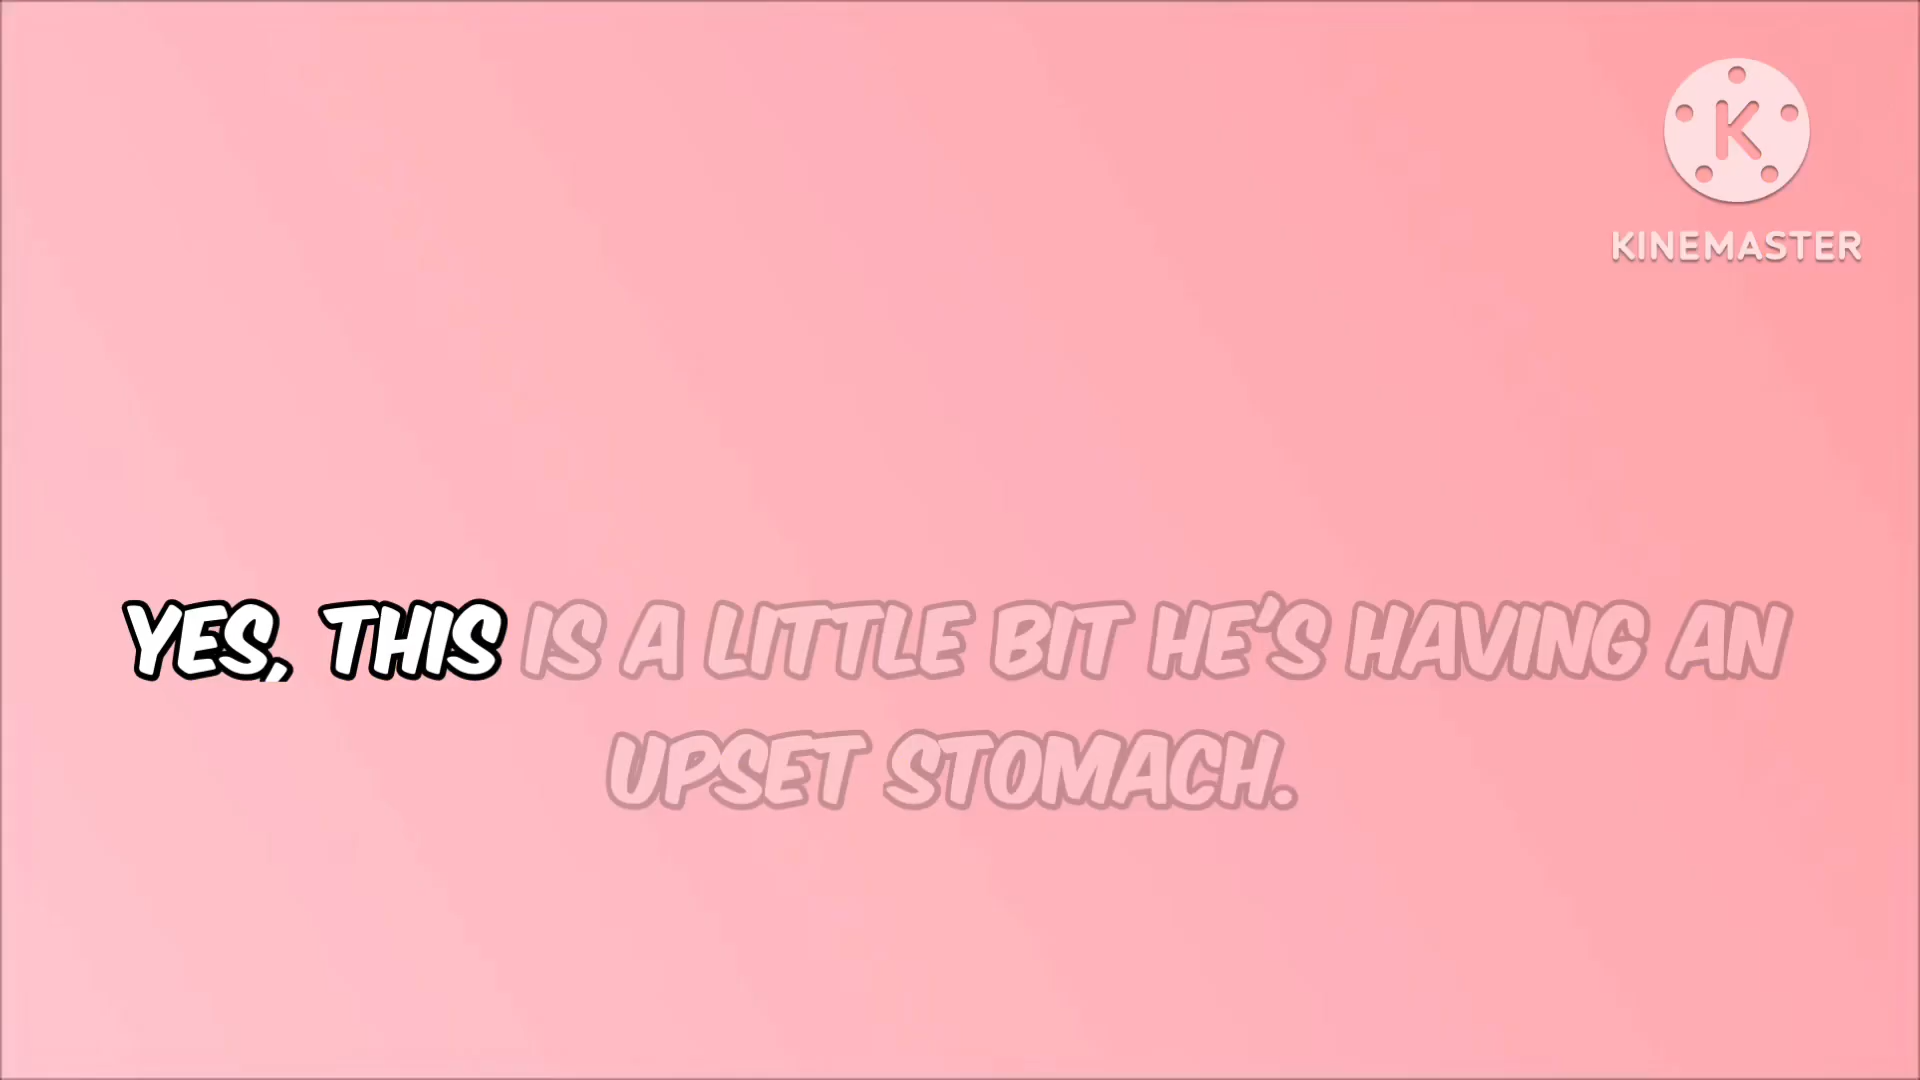 K
KINEMASTER
YES, THIS IS A LITTLE BIT HE'S HAVING AN
UPSET STOMACH.